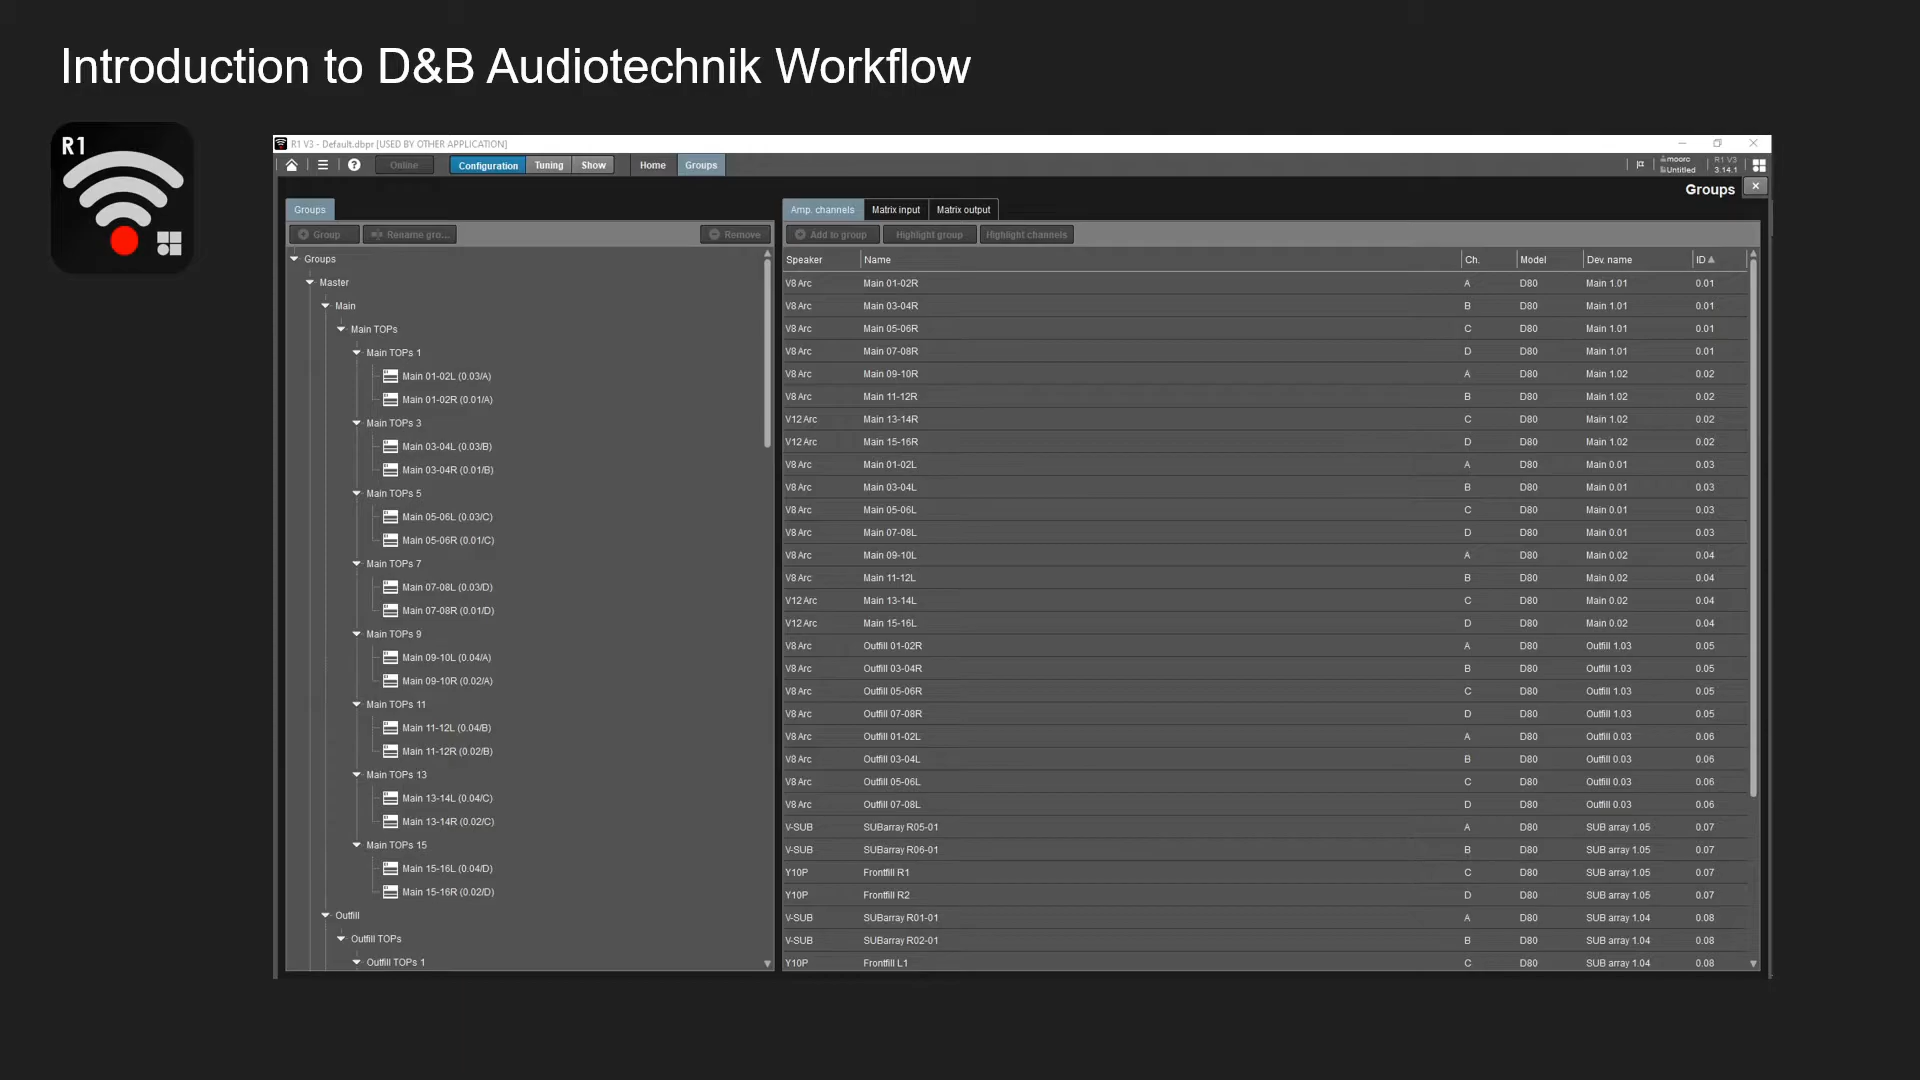 Introduction to D&B Audiotechnik Workflow
R1
R1 V3 - Default.dbpr [USED BY OTHER APPLICATION]
Online Configuration Tuning Show Home Groups
moorc
Untitled
R1 V3
3.14.1
Groups
Groups
Group Rename gro... Remove
Groups
Master
Main
Main TOPs
Main TOPs 1
Main 01-02L (0.03/A)
Main 01-02R (0.01/A)
Main TOPs 3
Main 03-04L (0.03/B)
Main 03-04R (0.01/B)
Main TOPs 5
Main 05-06L (0.03/C)
Main 05-06R (0.01/C)
Main TOPs 7
Main 07-08L (0.03/D)
Main 07-08R (0.01/D)
Main TOPs 9
Main 09-10L (0.04/A)
Main 09-10R (0.02/A)
Main TOPs 11
Main 11-12L (0.04/B)
Main 11-12R (0.02/B)
Main TOPs 13
Main 13-14L (0.04/C)
Main 13-14R (0.02/C)
Main TOPs 15
Main 15-16L (0.04/D)
Main 15-16R (0.02/D)
Outfill
Outfill TOPs
Outfill TOPs 1
Amp. channels Matrix input Matrix output
Add to group Highlight group Highlight channels
Speaker Name Ch. Model Dev. name ID
V8 Arc Main 01-02R A D80 Main 1.01 0.01
V8 Arc Main 03-04R B D80 Main 1.01 0.01
V8 Arc Main 05-06R C D80 Main 1.01 0.01
V8 Arc Main 07-08R D D80 Main 1.01 0.01
V8 Arc Main 09-10R A D80 Main 1.02 0.02
V8 Arc Main 11-12R B D80 Main 1.02 0.02
V12 Arc Main 13-14R C D80 Main 1.02 0.02
V12 Arc Main 15-16R D D80 Main 1.02 0.02
V8 Arc Main 01-02L A D80 Main 0.01 0.03
V8 Arc Main 03-04L B D80 Main 0.01 0.03
V8 Arc Main 05-06L C D80 Main 0.01 0.03
V8 Arc Main 07-08L D D80 Main 0.01 0.03
V8 Arc Main 09-10L A D80 Main 0.02 0.04
V8 Arc Main 11-12L B D80 Main 0.02 0.04
V12 Arc Main 13-14L C D80 Main 0.02 0.04
V12 Arc Main 15-16L D D80 Main 0.02 0.04
V8 Arc Outfill 01-02R A D80 Outfill 1.03 0.05
V8 Arc Outfill 03-04R B D80 Outfill 1.03 0.05
V8 Arc Outfill 05-06R C D80 Outfill 1.03 0.05
V8 Arc Outfill 07-08R D D80 Outfill 1.03 0.05
V8 Arc Outfill 01-02L A D80 Outfill 0.03 0.06
V8 Arc Outfill 03-04L B D80 Outfill 0.03 0.06
V8 Arc Outfill 05-06L C D80 Outfill 0.03 0.06
V8 Arc Outfill 07-08L D D80 Outfill 0.03 0.06
V-SUB SUBarray R05-01 A D80 SUB array 1.05 0.07
V-SUB SUBarray R06-01 B D80 SUB array 1.05 0.07
Y10P Frontfill R1 C D80 SUB array 1.05 0.07
Y10P Frontfill R2 D D80 SUB array 1.05 0.07
V-SUB SUBarray R01-01 A D80 SUB array 1.04 0.08
V-SUB SUBarray R02-01 B D80 SUB array 1.04 0.08
Y10P Frontfill L1 C D80 SUB array 1.04 0.08